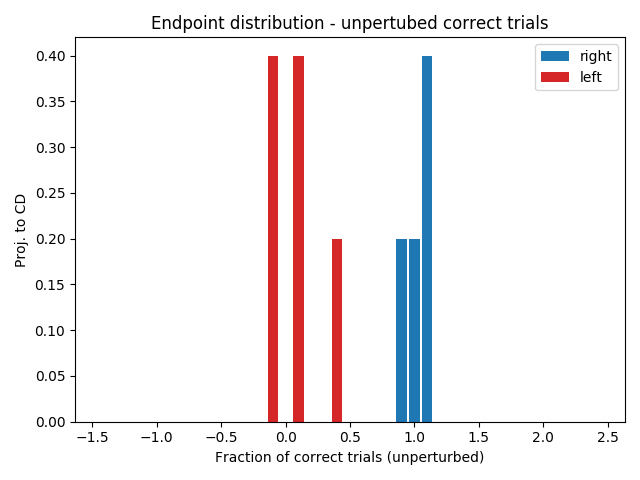 Endpoint distribution - unpertubed correct trials
right
left
0.40
0.35
0.30
0.25
0.20
0.15
0.10
0.05
0.00
Proj. to CD
−1.5 −1.0 −0.5 0.0 0.5 1.0 1.5 2.0 2.5
Fraction of correct trials (unperturbed)